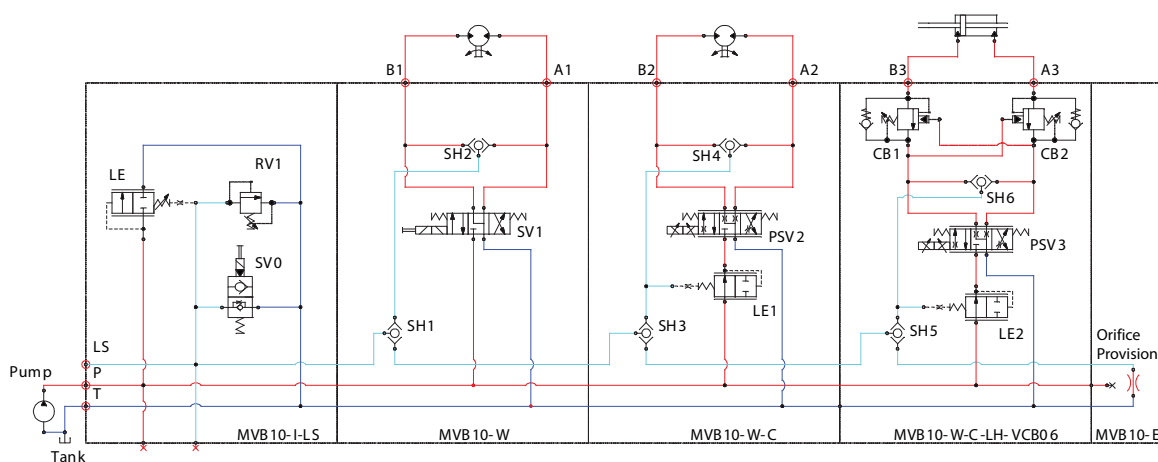 B1
A1
B2
A2
B3
A3
LE
RV1
SH2
SH4
CB1
CB2
SH6
SV1
PSV2
PSV3
SV0
LE1
LE2
SH1
SH3
SH5
Orifice
Provision
LS
P
T
Pump
Tank
MVB10-I-LS
MVB10-W
MVB10-W-C
MVB10-W-C-LH-VCB06
MVB10-E